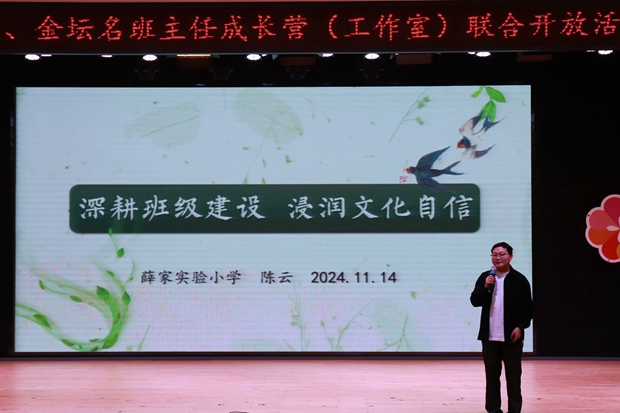 、金坛名班主任成长营（工作室）联合开放活
深耕班级建设 浸润文化自信
薛家实验小学 陈云 2024.11.14